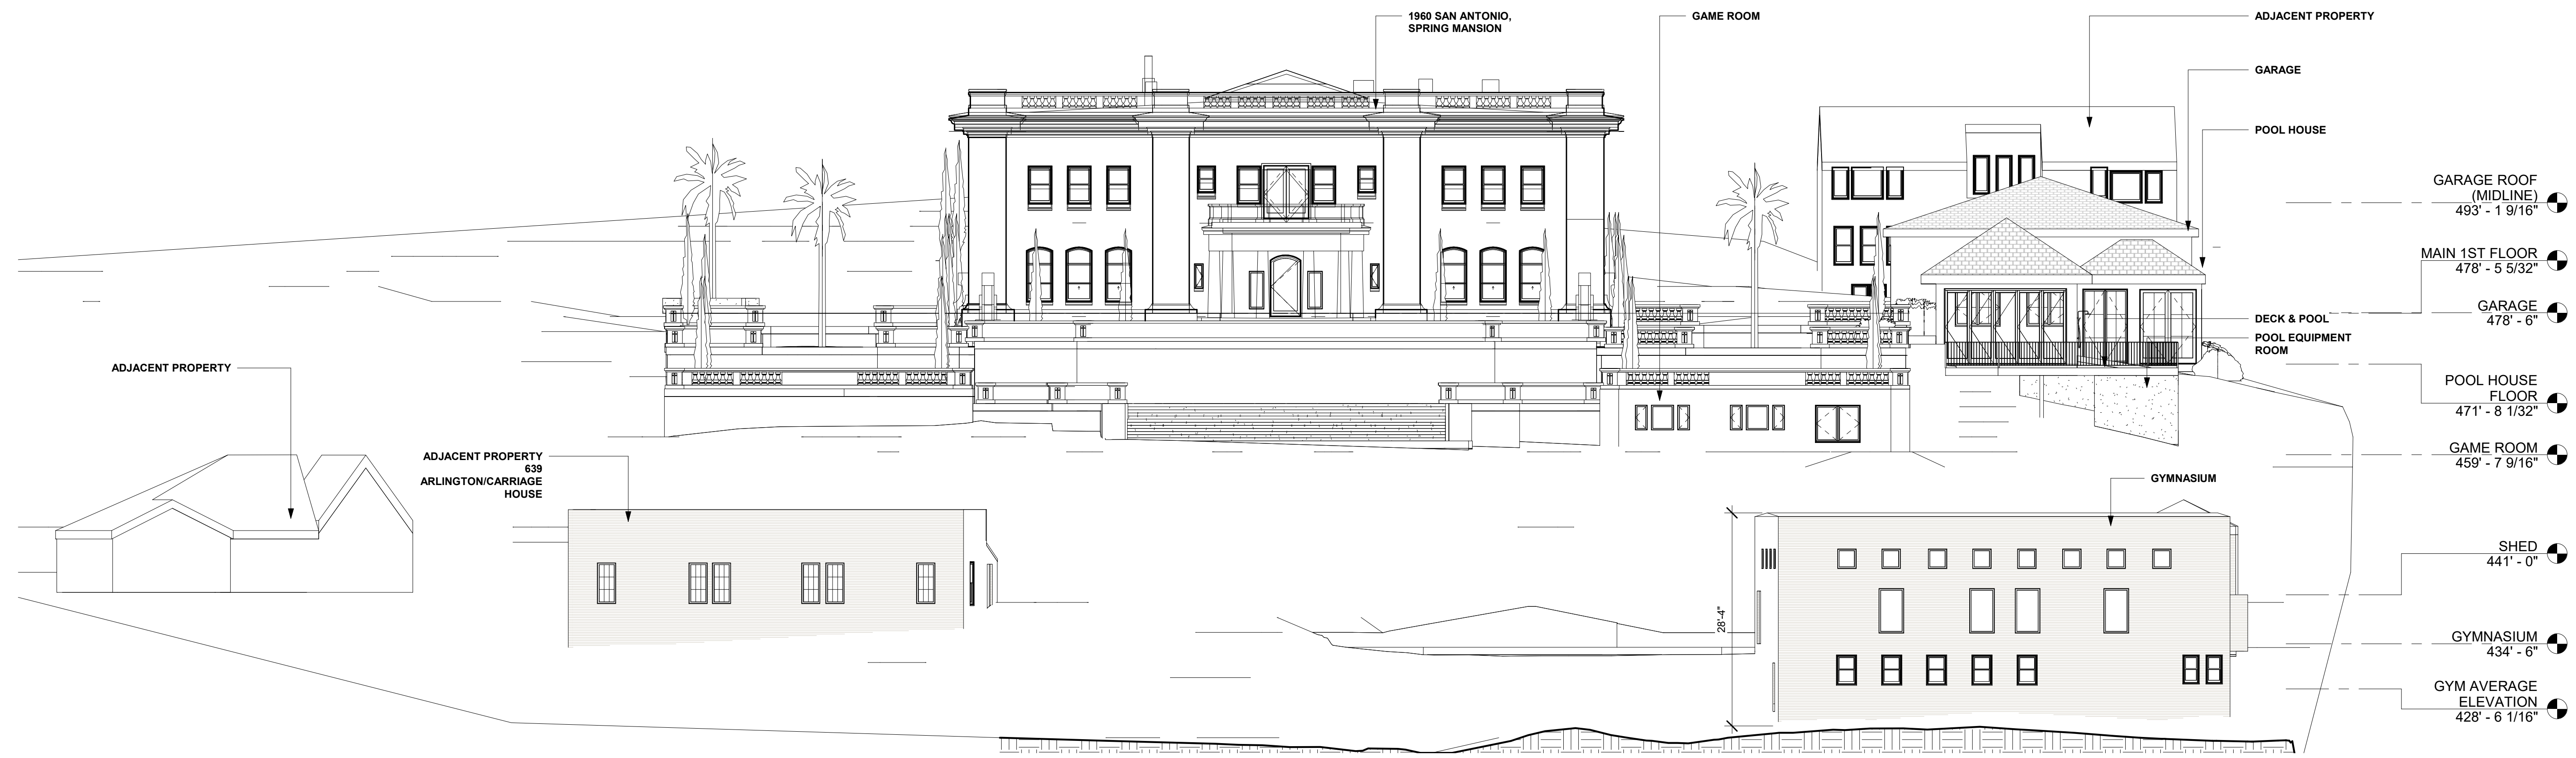 1960 SAN ANTONIO,
SPRING MANSION
GAME ROOM
ADJACENT PROPERTY
GARAGE
POOL HOUSE
GARAGE ROOF
(MIDLINE)
493' - 1 9/16"
MAIN 1ST FLOOR
478' - 5 5/32"
GARAGE
478' - 6"
DECK & POOL
POOL EQUIPMENT
ROOM
POOL HOUSE
FLOOR
471' - 8 1/32"
ADJACENT PROPERTY
ADJACENT PROPERTY
639
ARLINGTON/CARRIAGE
HOUSE
GAME ROOM
459' - 7 9/16"
GYMNASIUM
SHED
441' - 0"
28'-4"
GYMNASIUM
434' - 6"
GYM AVERAGE
ELEVATION
428' - 6 1/16"